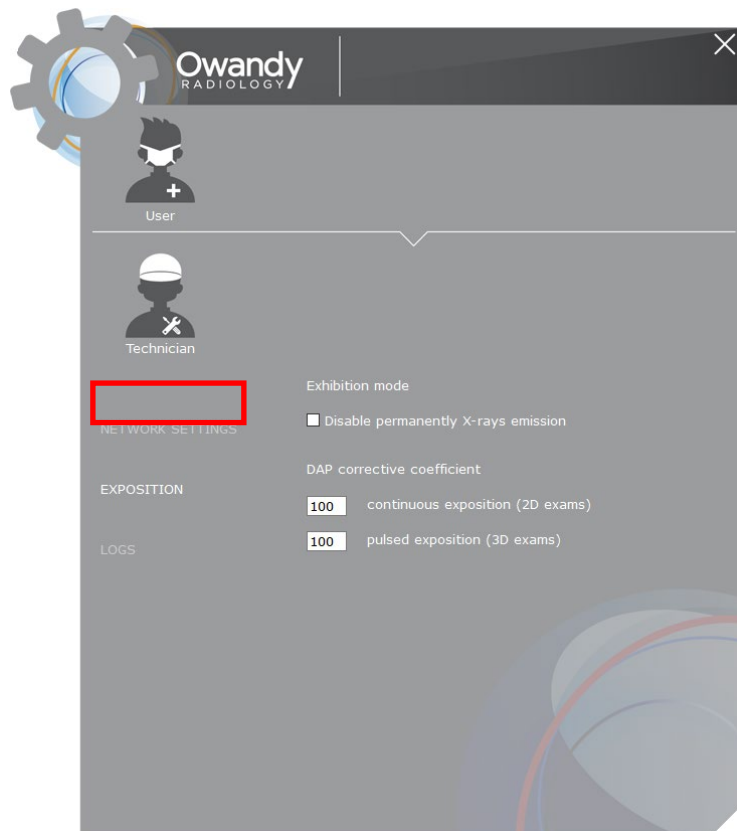 Owandy
RADIOLOGY
User
Technician
Exhibition mode
Disable permanently X-rays emission
NETWORK SETTINGS
DAP corrective coefficient
EXPOSITION
100 continuous exposition (2D exams)
100 pulsed exposition (3D exams)
LOGS